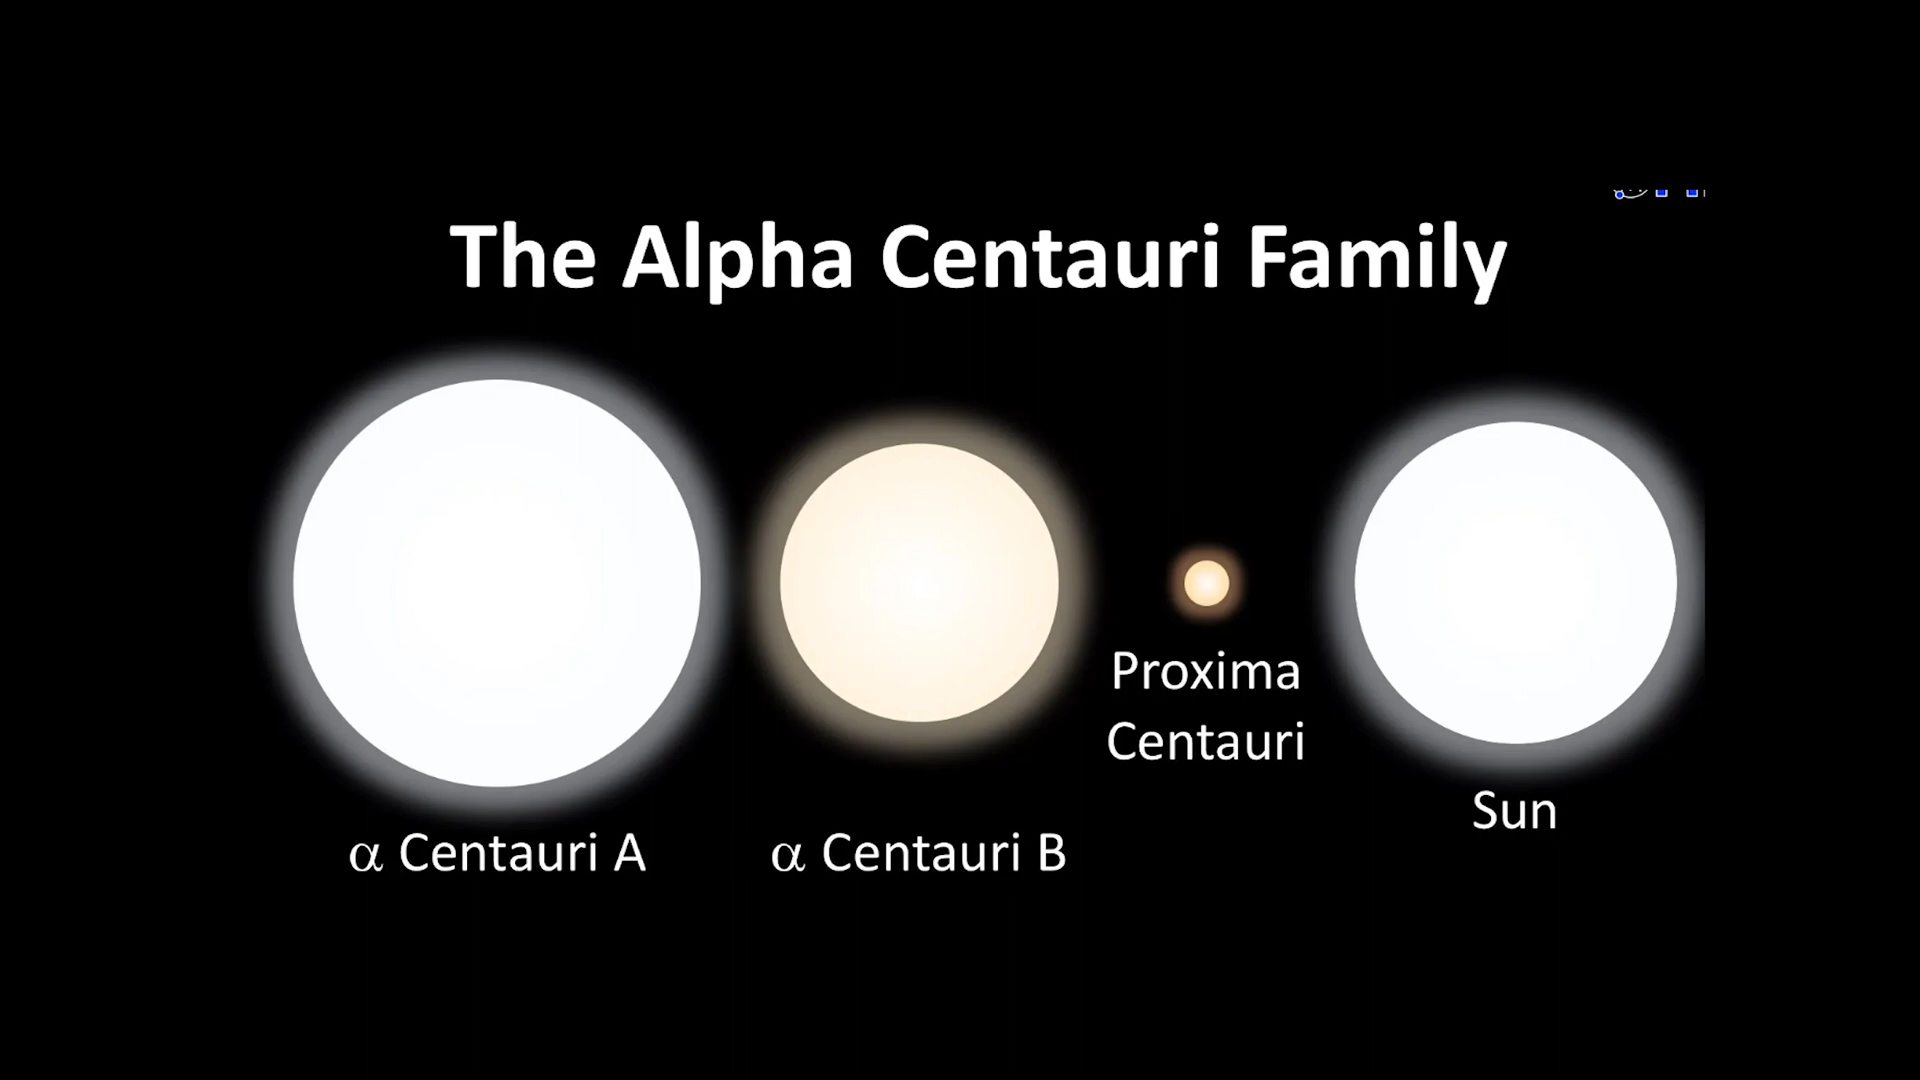 The Alpha Centauri Family
α Centauri A
α Centauri B
Proxima
Centauri
Sun